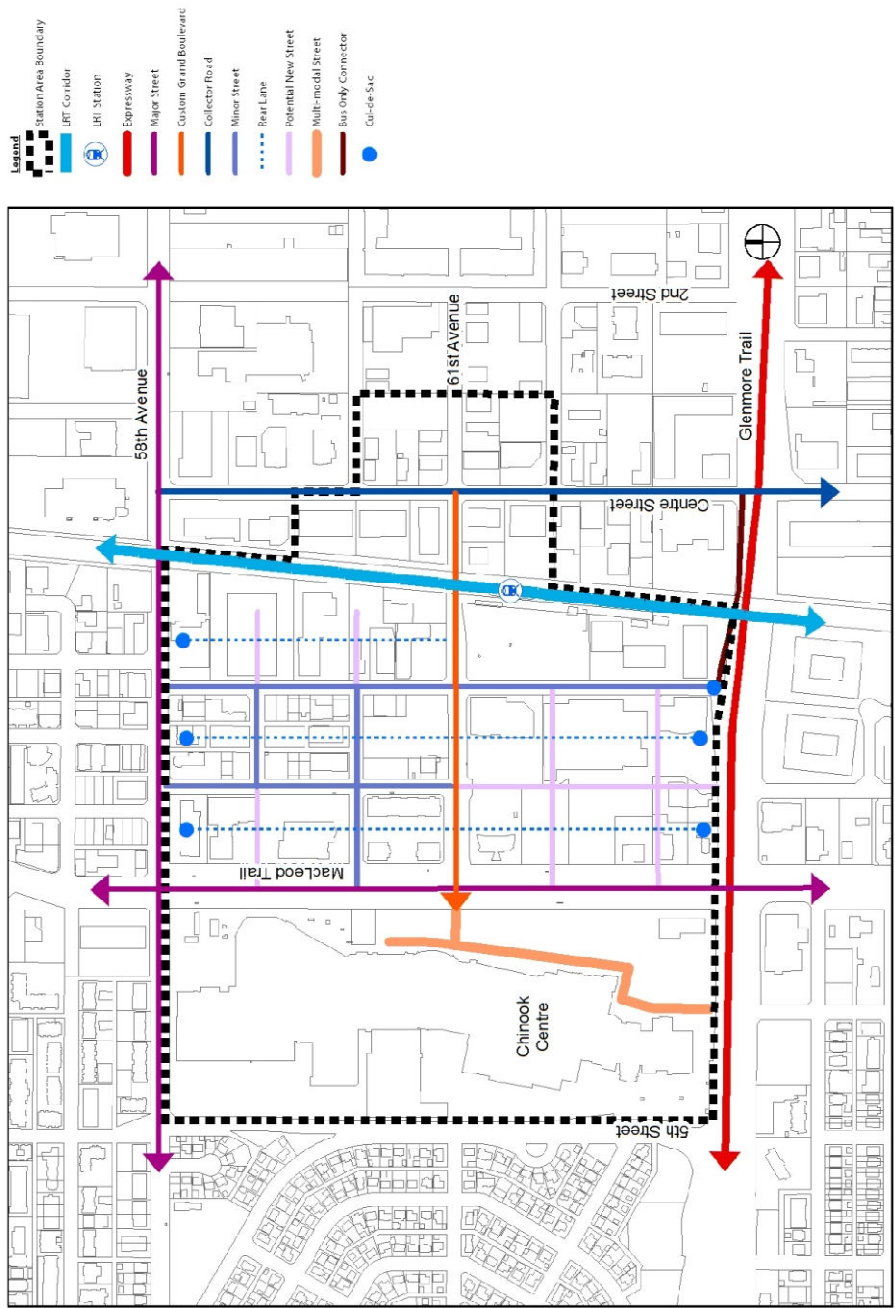 Legend
Station Area Boundary
LRT Corridor
LRT Station
Expressway
Major Street
Custom Grand Boulevard
Collector Road
Minor Street
Rear Lane
Potential New Street
Multi-modal Street
Bus Only Connector
Cul-de-Sac
58th Avenue
61st Avenue
2nd Street
Glenmore Trail
Centre Street
MacLeod Trail
Chinook
Centre
5th Street